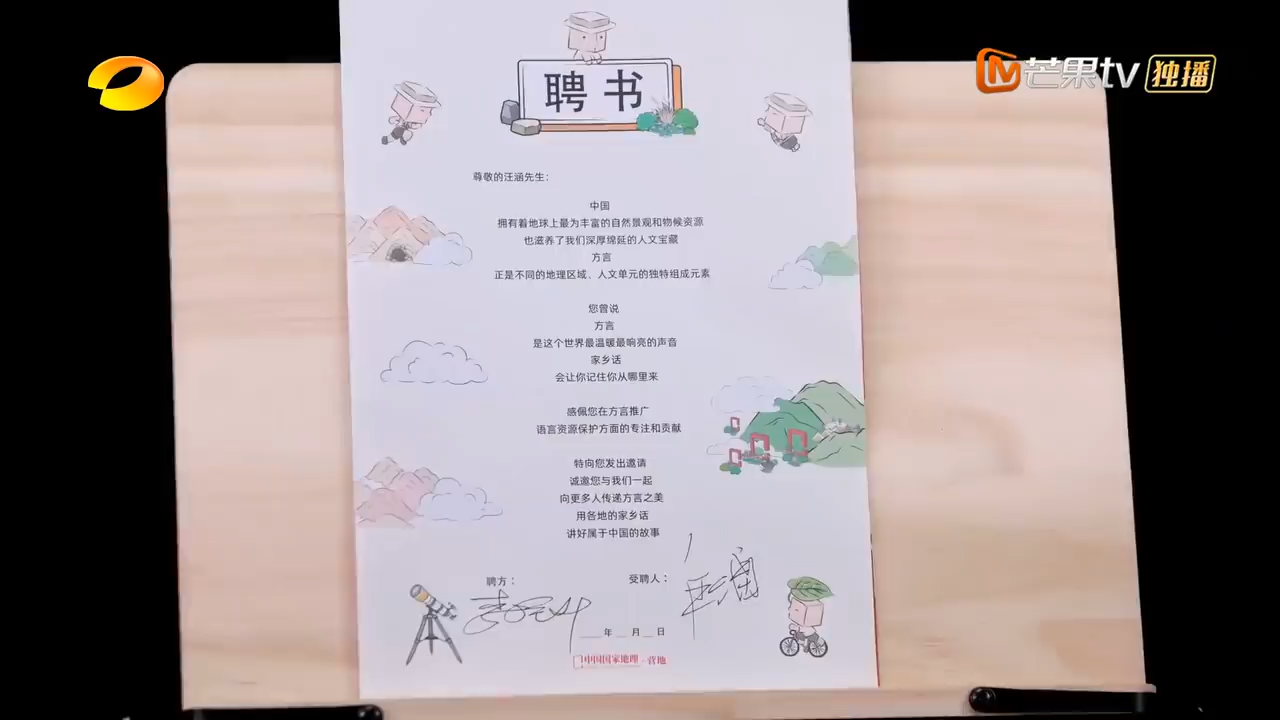 芒果tv 独播
聘书
尊敬的汪涵先生：
中国
拥有着地球上最为丰富的自然景观和物候资源
也滋养了我们深厚绵延的人文宝藏
方言
正是不同的地理区域、人文单元的独特组成元素
您曾说
方言
是这个世界最温暖最响亮的声音
家乡话
会让你记住你从哪里来
感佩您在方言推广
语言资源保护方面的专注和贡献
特向您发出邀请
诚邀您与我们一起
向更多人传递方言之美
用各地的家乡话
讲好属于中国的故事
聘方：
受聘人：
__年__月__日
中国国家地理·营地